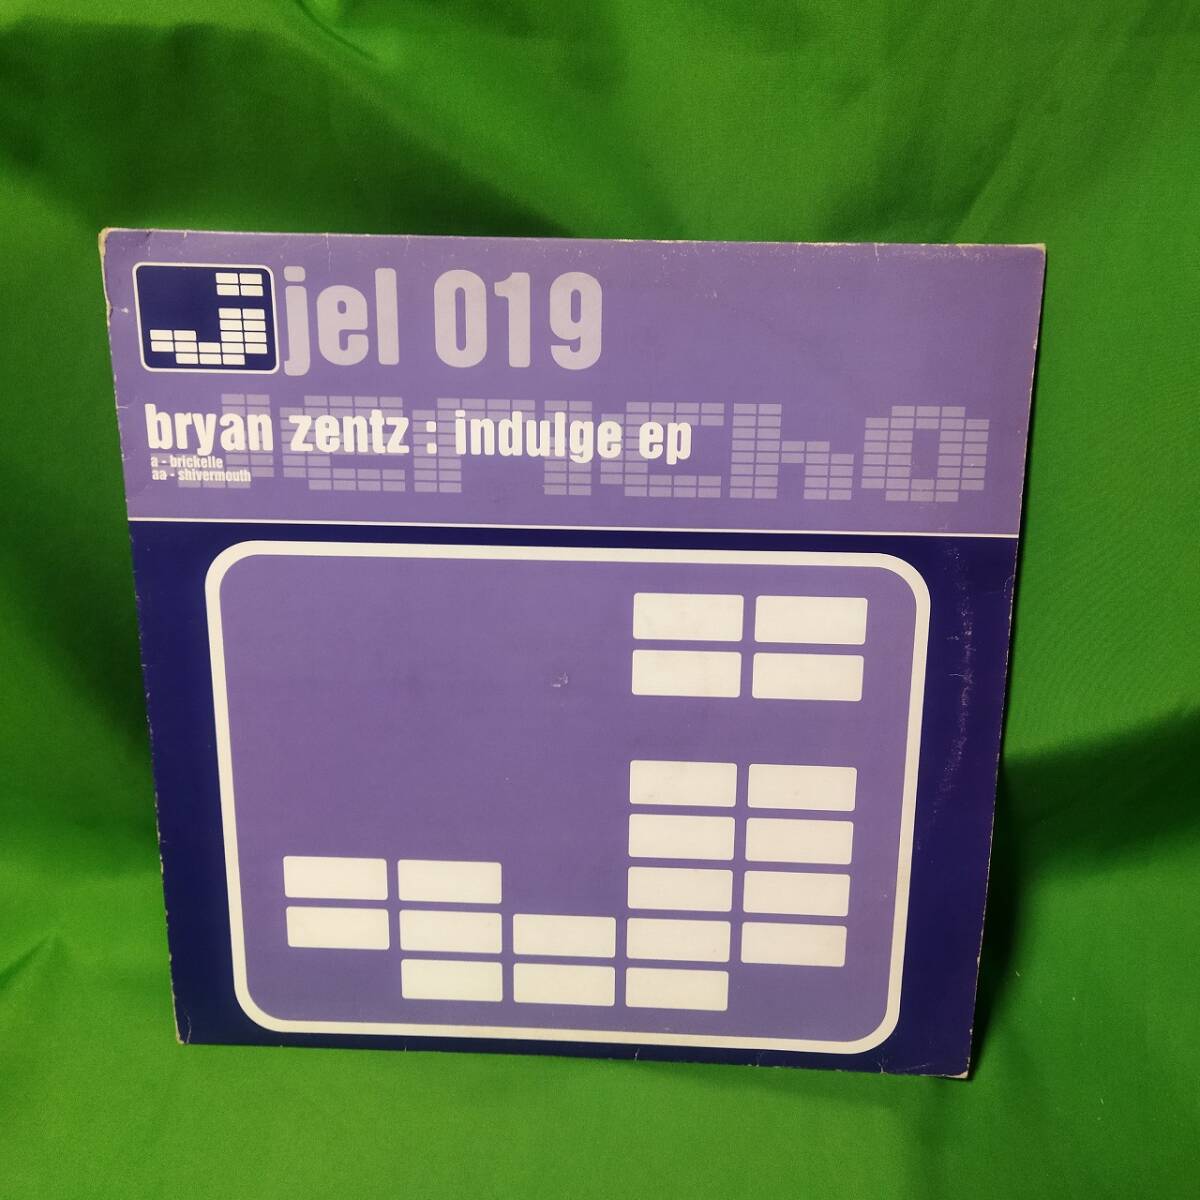 jel 019
jericho
bryan zentz : indulge ep
a - brickelle
aa - shivermouth